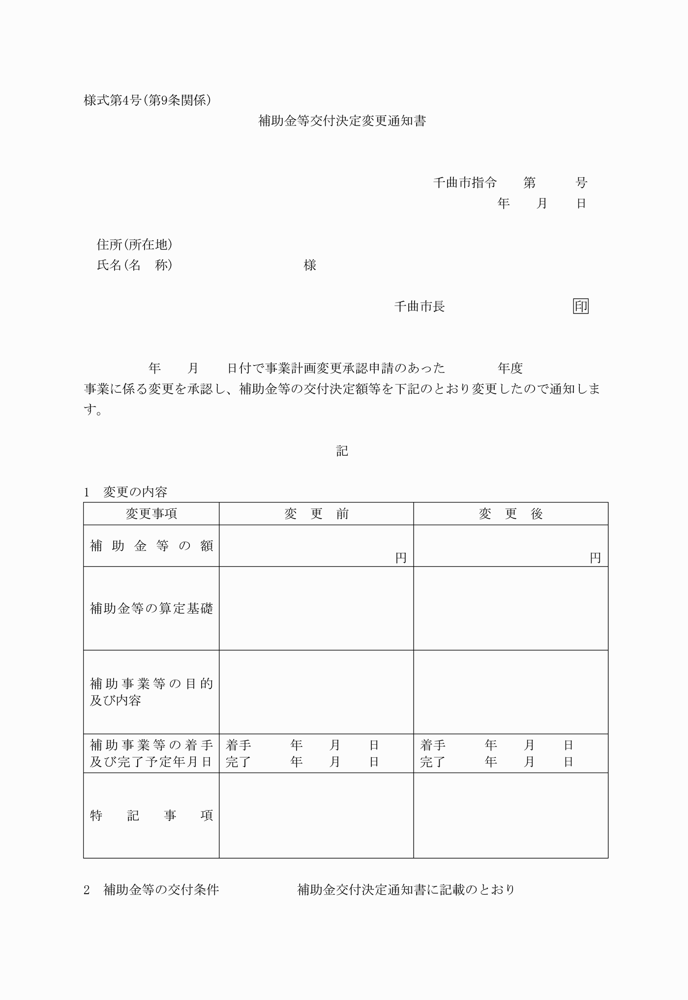 様式第4号(第9条関係)
補助金等交付決定変更通知書
千曲市指令　　第　　　号
年　　月　　日
住所(所在地)
氏名(名　称)　　　　　　　　　　様
千曲市長　　　　　　　　　　印
年　　月　　日付で事業計画変更承認申請のあった　　　　年度
事業に係る変更を承認し、補助金等の交付決定額等を下記のとおり変更したので通知しま
す。
記
1　変更の内容
変更事項　変　更　前　変　更　後
補助金等の額　円　円
補助金等の算定基礎
補助事業等の目的
及び内容
補助事業等の着手　着手　　　年　　月　　日　着手　　　年　　月　　日
及び完了予定年月日　完了　　　年　　月　　日　完了　　　年　　月　　日
特記事項
2　補助金等の交付条件　　　　　　補助金交付決定通知書に記載のとおり